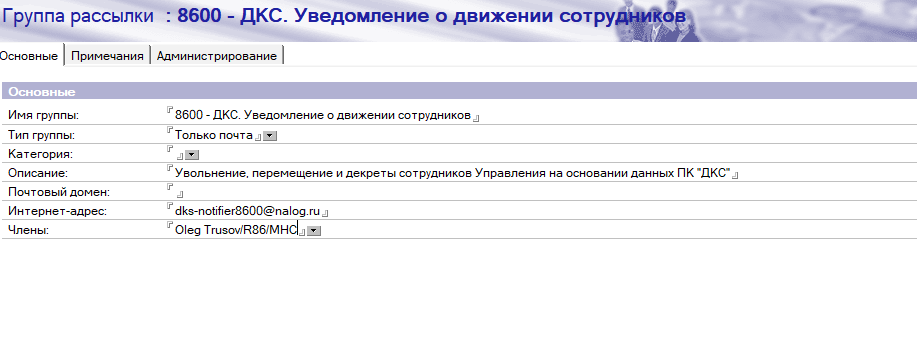 Группа рассылки : 8600 - ДКС. Уведомление о движении сотрудников
Основные Примечания Администрирование
Основные
Имя группы: 8600 - ДКС. Уведомление о движении сотрудников
Тип группы: Только почта
Категория:
Описание: Увольнение, перемещение и декреты сотрудников Управления на основании данных ПК "ДКС"
Почтовый домен:
Интернет-адрес: dks-notifier8600@nalog.ru
Члены: Oleg Trusov/R86/МНС